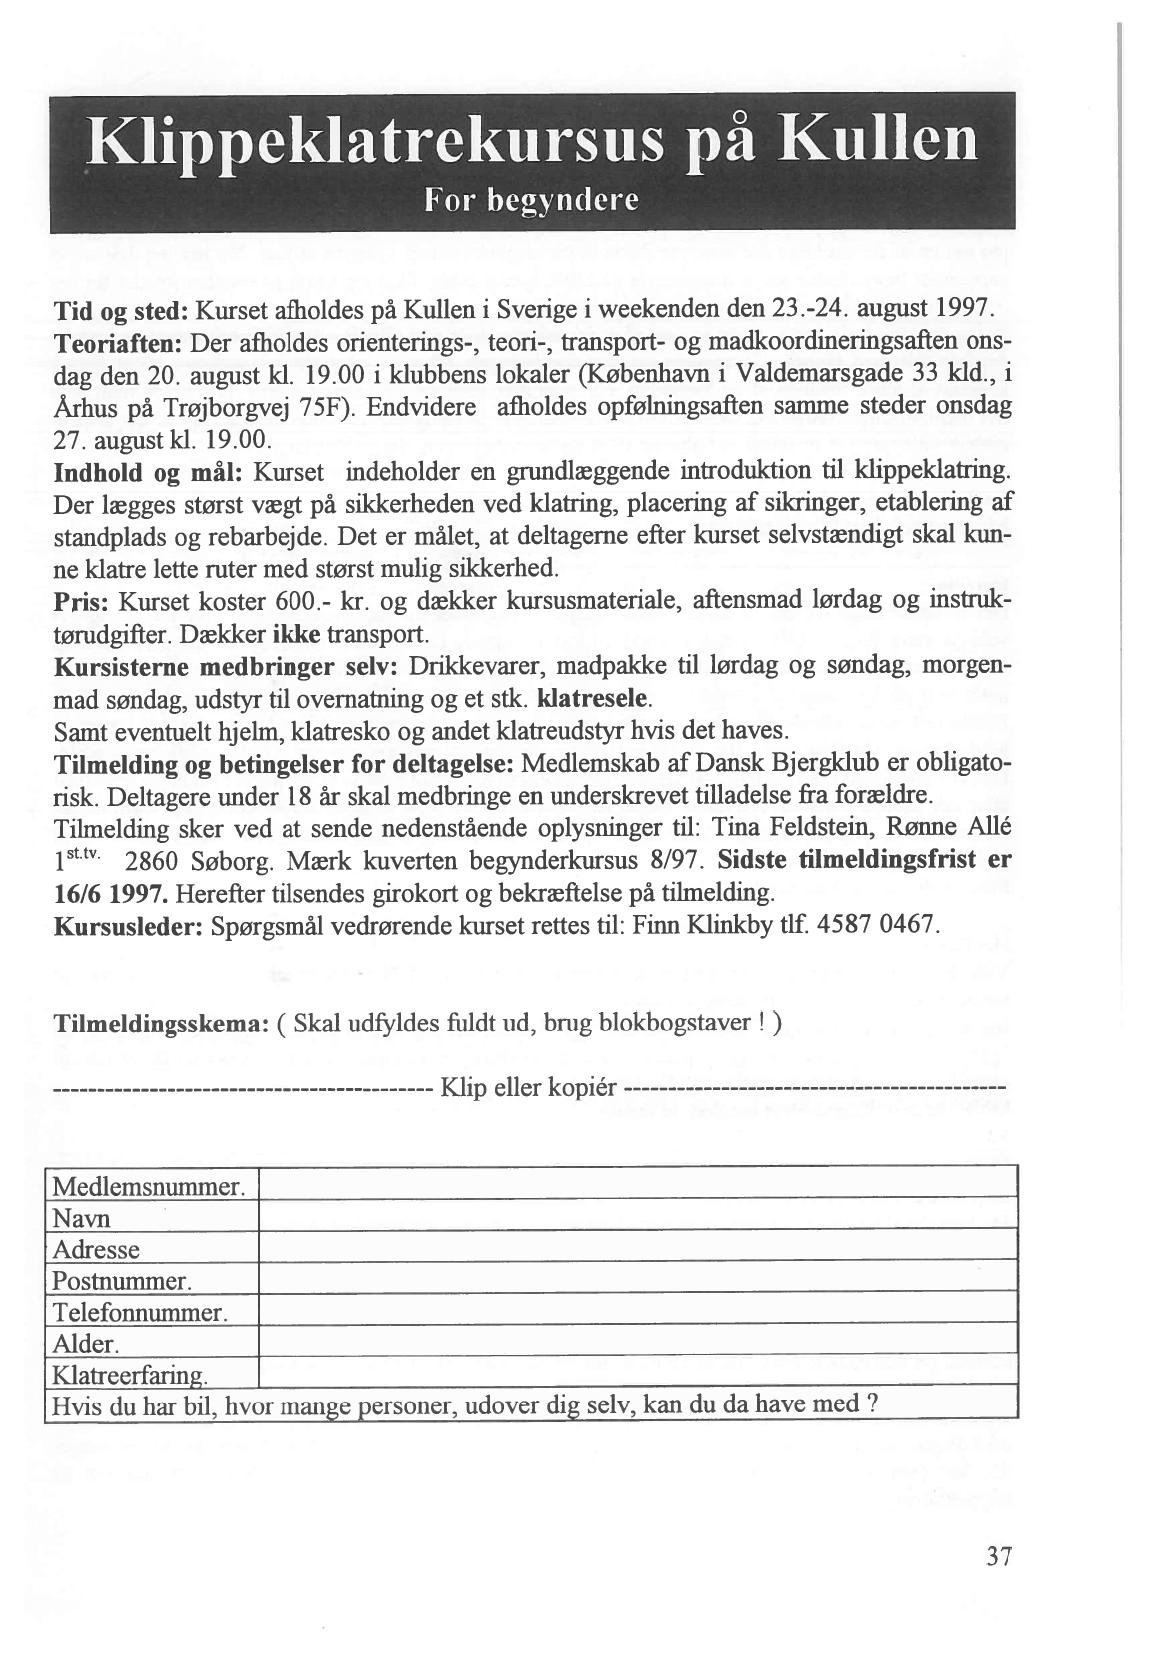 Klippeklatrekursus på Kullen
For begyndere
Tid og sted: Kurset afholdes på Kullen i Sverige i weekenden den 23.-24. august 1997.
Teoriaften: Der afholdes orienterings-, teori-, transport- og madkoordineringsaften ons-
dag den 20. august kl. 19.00 i klubbens lokaler (København i Valdemarsgade 33 kld., i
Århus på Trøjborgvej 75F). Endvidere afholdes opfølningsaften samme steder onsdag
27. august kl. 19.00.
Indhold og mål: Kurset indeholder en grundlæggende introduktion til klippeklatring.
Der lægges størst vægt på sikkerheden ved klatring, placering af sikringer, etablering af
standplads og rebarbejde. Det er målet, at deltagerne efter kurset selvstændigt skal kun-
ne klatre lette ruter med størst mulig sikkerhed.
Pris: Kurset koster 600.- kr. og dækker kursusmateriale, aftensmad lørdag og instruk-
tørudgifter. Dækker ikke transport.
Kursisterne medbringer selv: Drikkevarer, madpakke til lørdag og søndag, morgen-
mad søndag, udstyr til overnatning og et stk. klatresele.
Samt eventuelt hjelm, klatresko og andet klatreudstyr hvis det haves.
Tilmelding og betingelser for deltagelse: Medlemskab af Dansk Bjergklub er obligato-
risk. Deltagere under 18 år skal medbringe en underskrevet tilladelse fra forældre.
Tilmelding sker ved at sende nedenstående oplysninger til: Tina Feldstein, Rønne Allé
1st.tv. 2860 Søborg. Mærk kuverten begynderkursus 8/97. Sidste tilmeldingsfrist er
16/6 1997. Herefter tilsendes girokort og bekræftelse på tilmelding.
Kursusleder: Spørgsmål vedrørende kurset rettes til: Finn Klinkby tlf. 4587 0467.
Tilmeldingsskema: ( Skal udfyldes fuldt ud, brug blokbogstaver ! )
------------------------------------------- Klip eller kopiér -------------------------------------------
Medlemsnummer.
Navn
Adresse
Postnummer.
Telefonnummer.
Alder.
Klatreerfaring.
Hvis du har bil, hvor mange personer, udover dig selv, kan du da have med ?
37